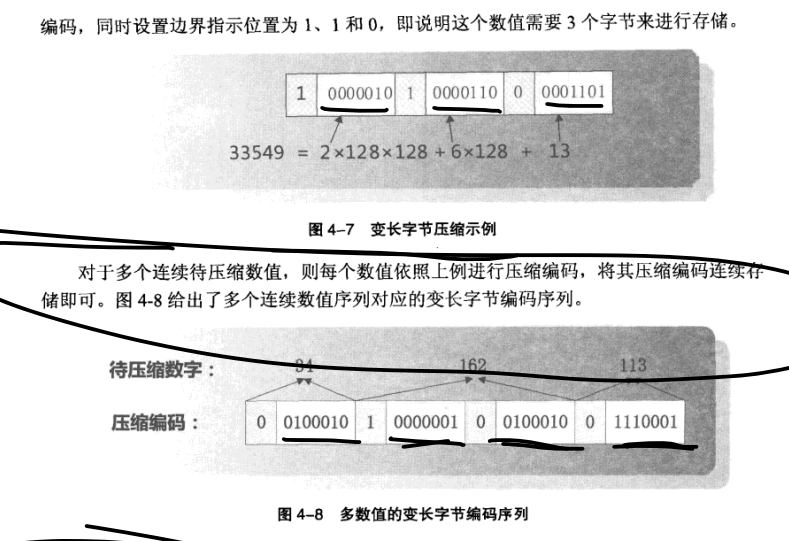 编码，同时设置边界指示位置为 1、1 和 0，即说明这个数值需要 3 个字节来进行存储。
1 0000010 1 0000110 0 0001101
33549 = 2×128×128 + 6×128 + 13
图 4-7 变长字节压缩示例
对于多个连续待压缩数值，则每个数值依照上例进行压缩编码，将其压缩编码连续存
储即可。图 4-8 给出了多个连续数值序列对应的变长字节编码序列。
待压缩数字： 34 162 113
压缩编码： 0 0100010 1 0000001 0 0100010 0 1110001
图 4-8 多数值的变长字节编码序列